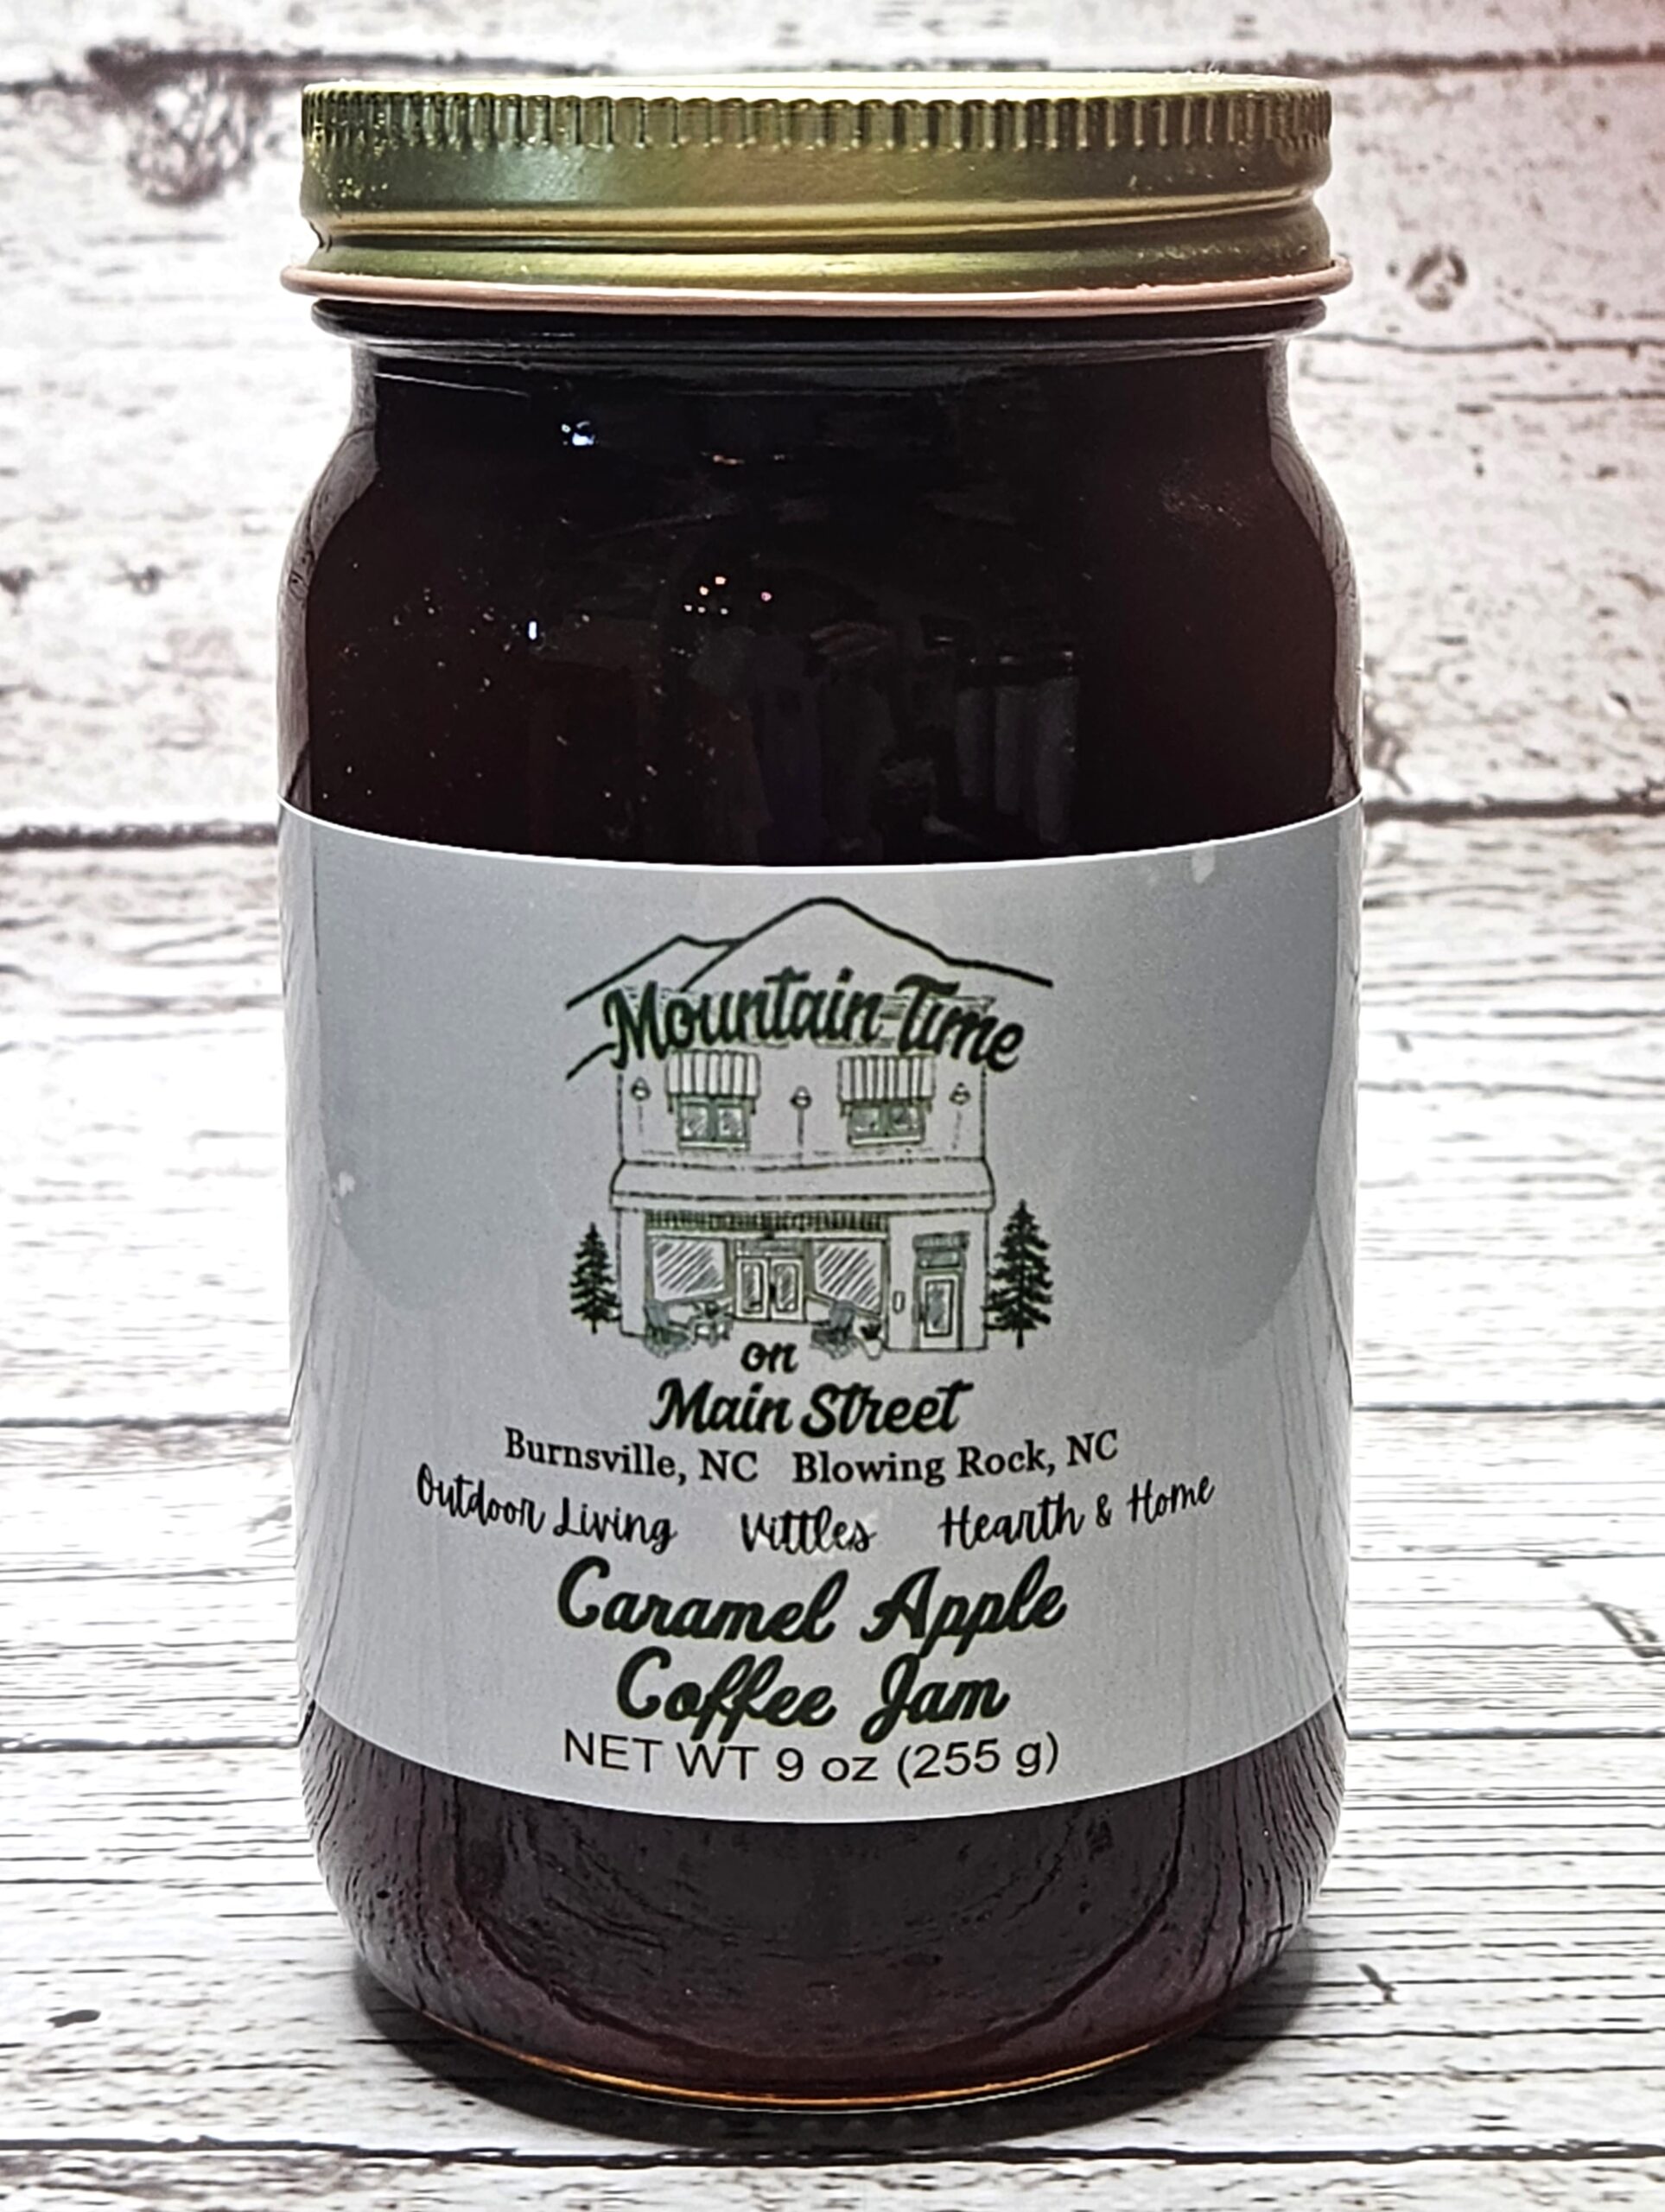 Mountain Time
on
Main Street
Burnsville, NC Blowing Rock, NC
Outdoor Living Vittles Hearth & Home
Caramel Apple
Coffee Jam
NET WT 9 oz (255 g)